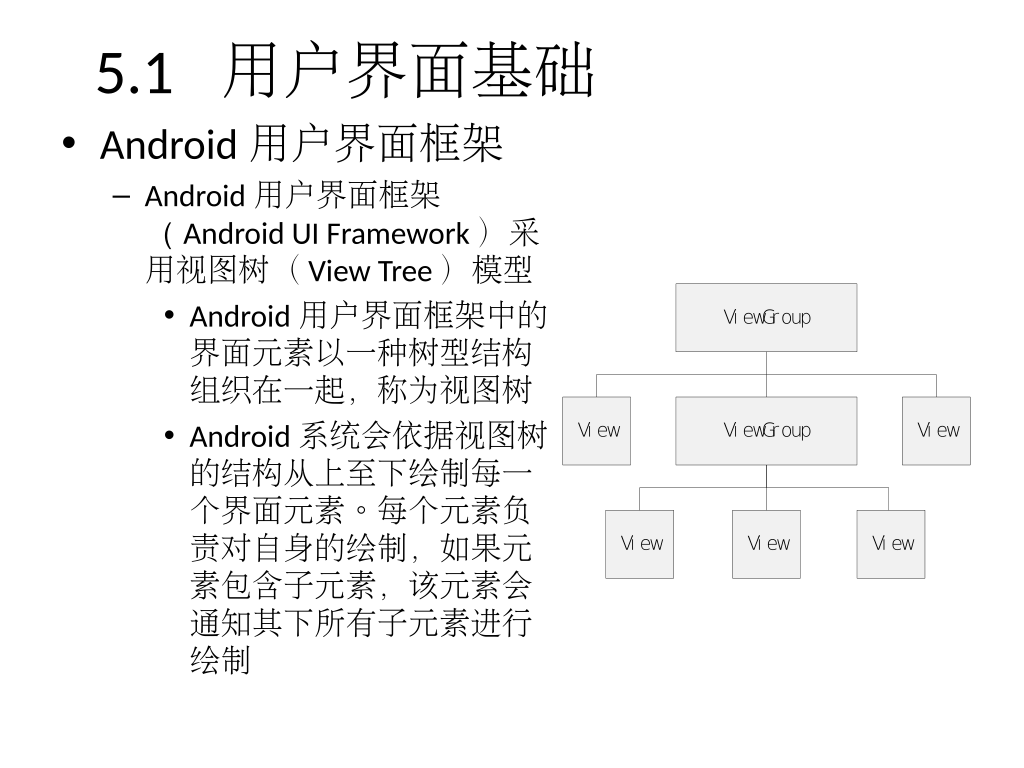 5.1 用户界面基础
• Android 用户界面框架
– Android 用户界面框架
（ Android UI Framework ）采
用视图树（ View Tree ）模型
• Android 用户界面框架中的
界面元素以一种树型结构
组织在一起，称为视图树
• Android 系统会依据视图树
的结构从上至下绘制每一
个界面元素。每个元素负
责对自身的绘制，如果元
素包含子元素，该元素会
通知其下所有子元素进行
绘制
ViewGroup
View
ViewGroup
View
View
View
View